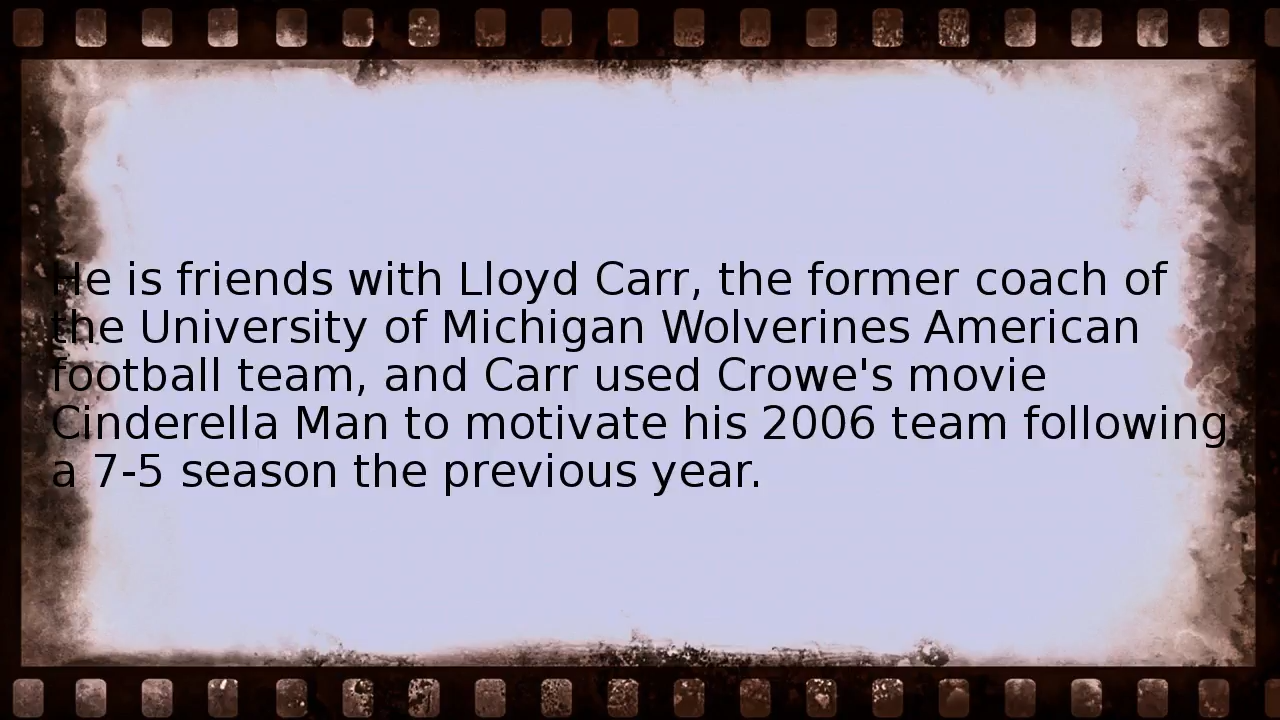 He is friends with Lloyd Carr, the former coach of
the University of Michigan Wolverines American
football team, and Carr used Crowe's movie
Cinderella Man to motivate his 2006 team following
a 7-5 season the previous year.